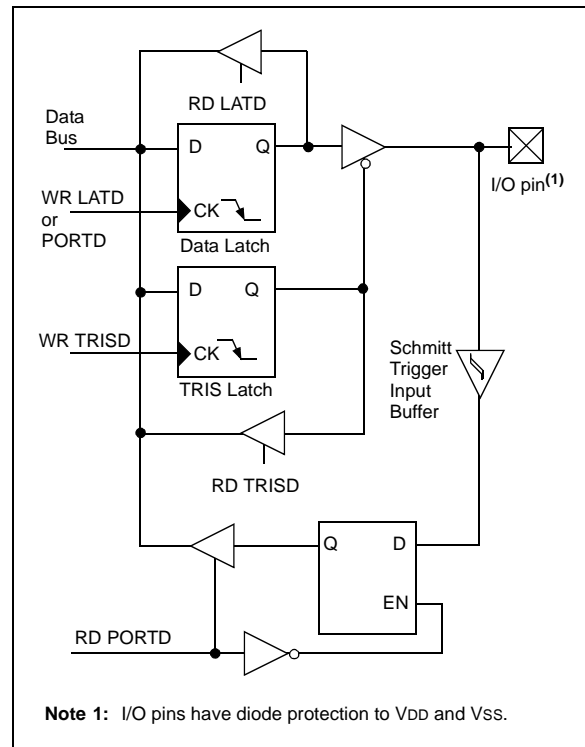 RD LATD
Data
Bus
D Q
WR LATD
or
PORTD
CK
Data Latch
I/O pin(1)
D Q
WR TRISD
CK
TRIS Latch
Schmitt
Trigger
Input
Buffer
RD TRISD
Q D
EN
RD PORTD
Note 1: I/O pins have diode protection to VDD and VSS.